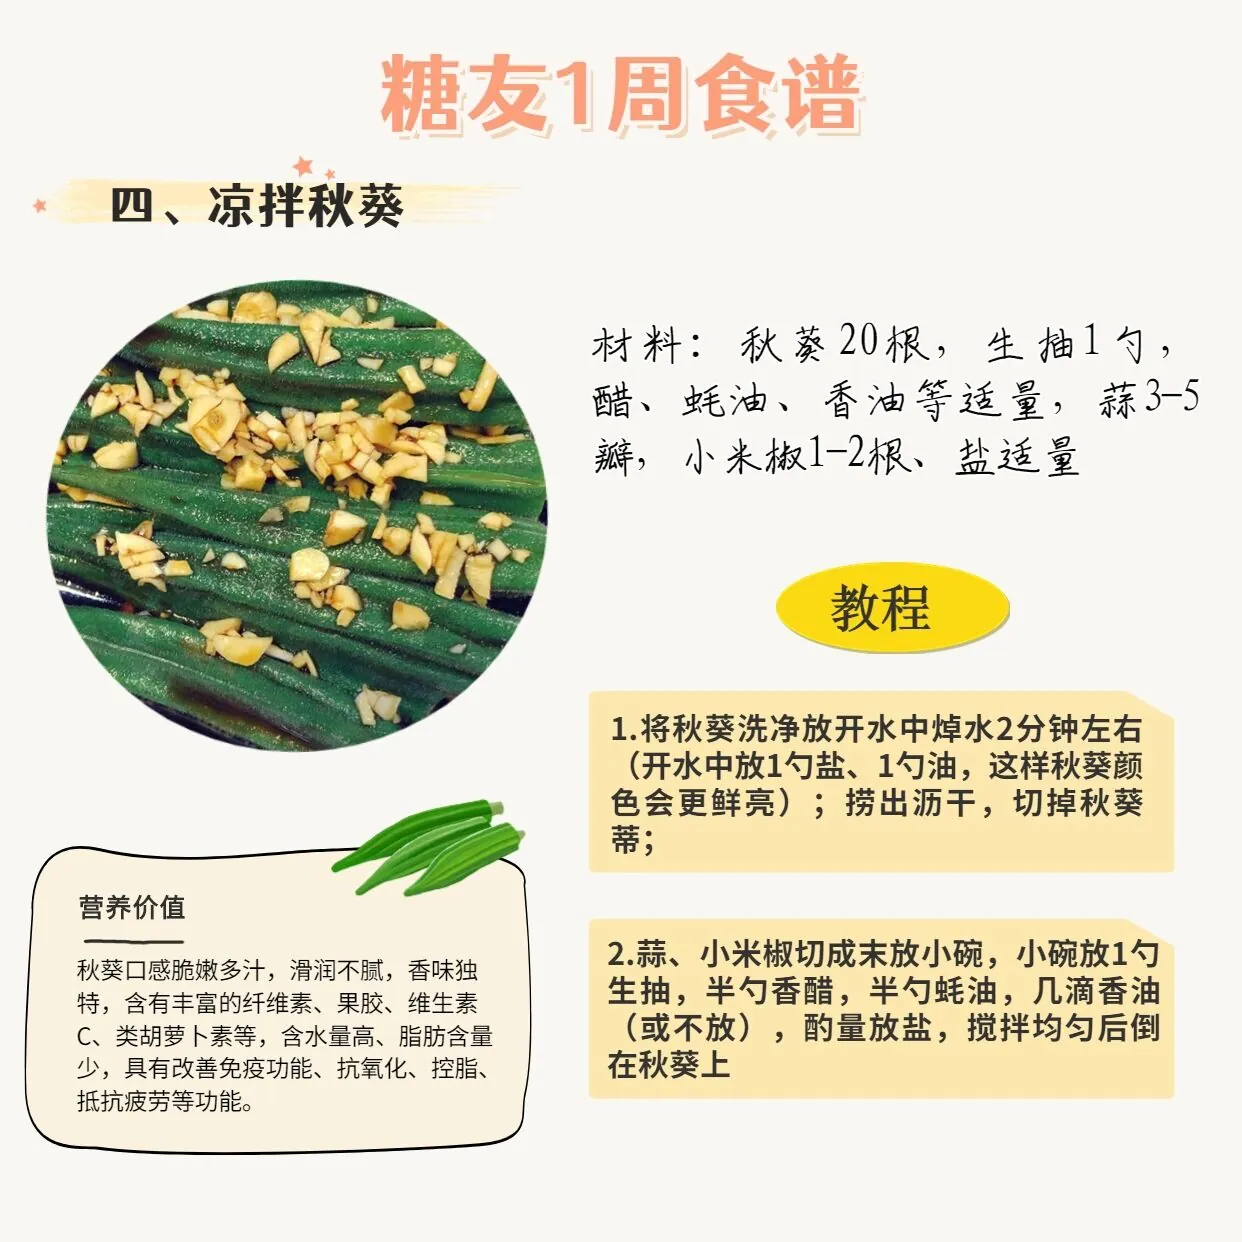 糖友1周食谱
四、凉拌秋葵
材料：秋葵20根，生抽1勺，
醋、蚝油、香油等适量，蒜3-5
瓣，小米椒1-2根、盐适量
教程
1.将秋葵洗净放开水中焯水2分钟左右
（开水中放1勺盐、1勺油，这样秋葵颜
色会更鲜亮）；捞出沥干，切掉秋葵
蒂；
2.蒜、小米椒切成末放小碗，小碗放1勺
生抽，半勺香醋，半勺蚝油，几滴香油
（或不放），酌量放盐，搅拌均匀后倒
在秋葵上
营养价值
秋葵口感脆嫩多汁，滑润不腻，香味独
特，含有丰富的纤维素、果胶、维生素
C、类胡萝卜素等，含水量高、脂肪含量
少，具有改善免疫功能、抗氧化、控脂、
抵抗疲劳等功能。